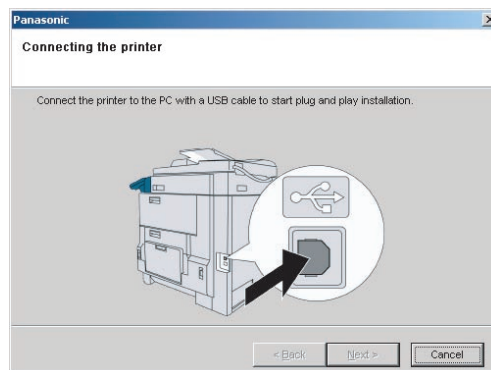 Panasonic
Connecting the printer
Connect the printer to the PC with a USB cable to start plug and play installation.
< Back
Next >
Cancel